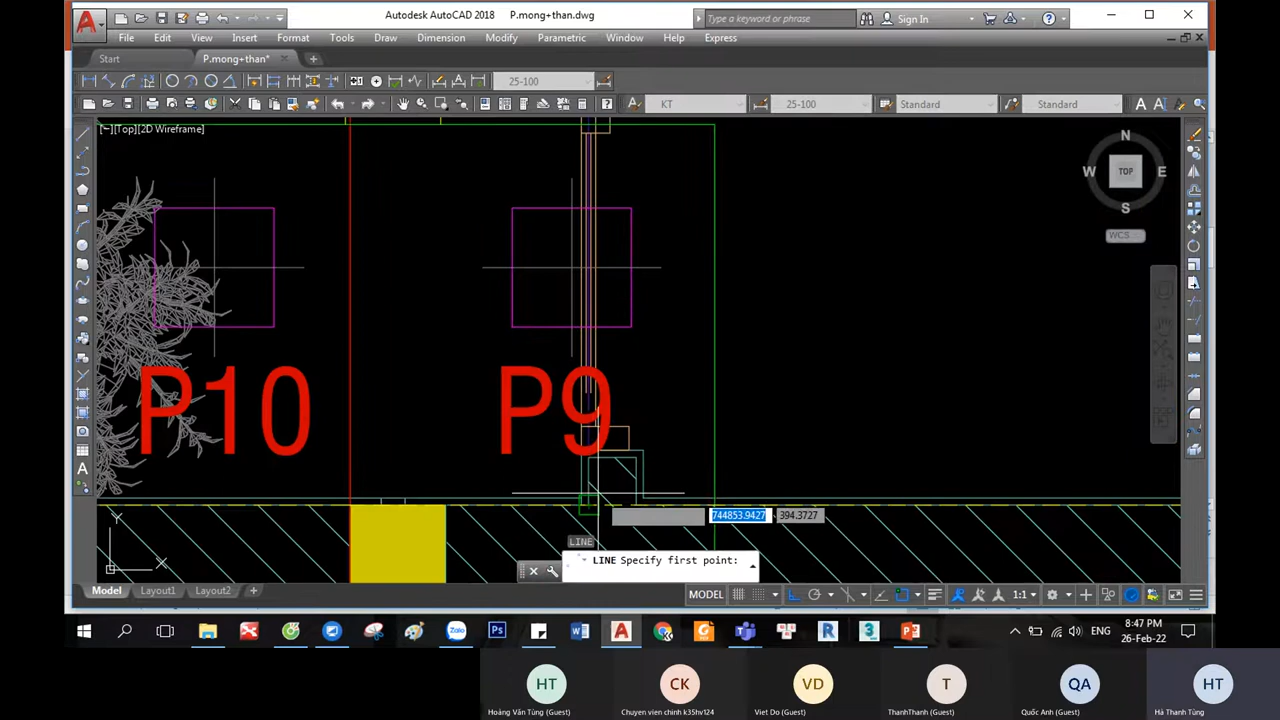 Autodesk AutoCAD 2018 P.mong+than.dwg
Type a keyword or phrase
Sign In
File Edit View Insert Format Tools Draw Dimension Modify Parametric Window Help Express
Start
P.mong+than*
25-100
KT
25-100
Standard
Standard
[−][Top][2D Wireframe]
N
W TOP E
S
WCS
P10
P9
Y
X
744853.9427
394.3727
LINE
LINE Specify first point:
Model Layout1 Layout2
MODEL
1:1
ENG
8:47 PM
26-Feb-22
HT
Hoàng Văn Tùng (Guest)
CK
Chuyen vien chinh k35hv124
VD
Viet Do (Guest)
T
ThanhThanh (Guest)
QA
Quốc Anh (Guest)
HT
Hà Thanh Tùng